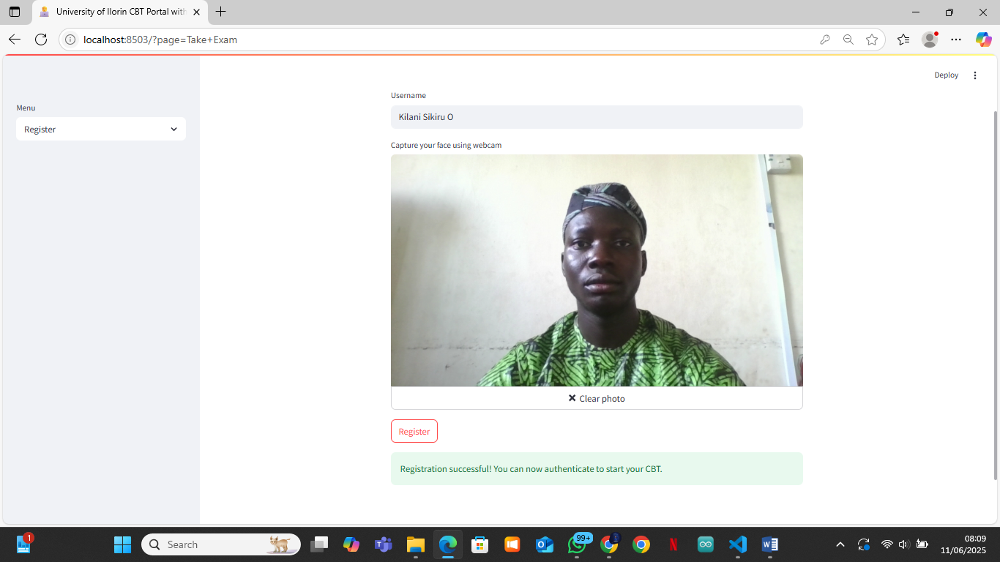 University of Ilorin CBT Portal with
localhost:8503/?page=Take+Exam
Deploy
Menu
Register
Username
Kilani Sikiru O
Capture your face using webcam
Clear photo
Register
Registration successful! You can now authenticate to start your CBT.
1
Search
99+
08:09
11/06/2025